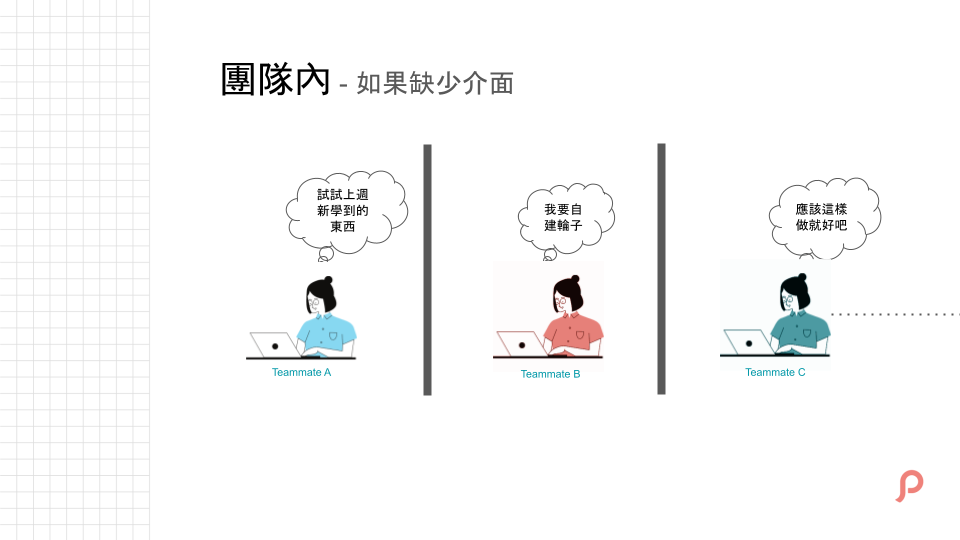 團隊內 - 如果缺少介面
試試上週
新學到的
東西
我要自
建輪子
應該這樣
做就好吧
Teammate A
Teammate B
Teammate C